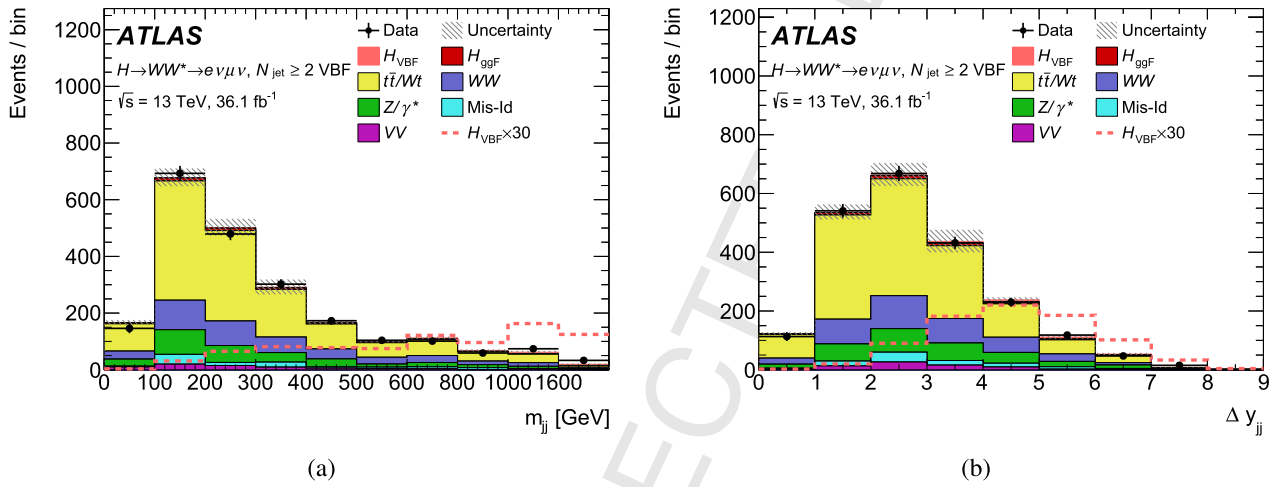 Events / bin
1200
1000
800
600
400
200
0
ATLAS
H→WW*→eνμν, N jet ≥ 2 VBF
√s = 13 TeV, 36.1 fb⁻¹
Data
Uncertainty
H_VBF
H_ggF
tt̄/Wt
WW
Z/γ*
Mis-Id
VV
H_VBF×30
0 100 200 300 400 500 600 800 1000 1600
m_jj [GeV]
(a)
Events / bin
1200
1000
800
600
400
200
0
ATLAS
H→WW*→eνμν, N jet ≥ 2 VBF
√s = 13 TeV, 36.1 fb⁻¹
Data
Uncertainty
H_VBF
H_ggF
tt̄/Wt
WW
Z/γ*
Mis-Id
VV
H_VBF×30
0 1 2 3 4 5 6 7 8 9
Δ y_jj
(b)